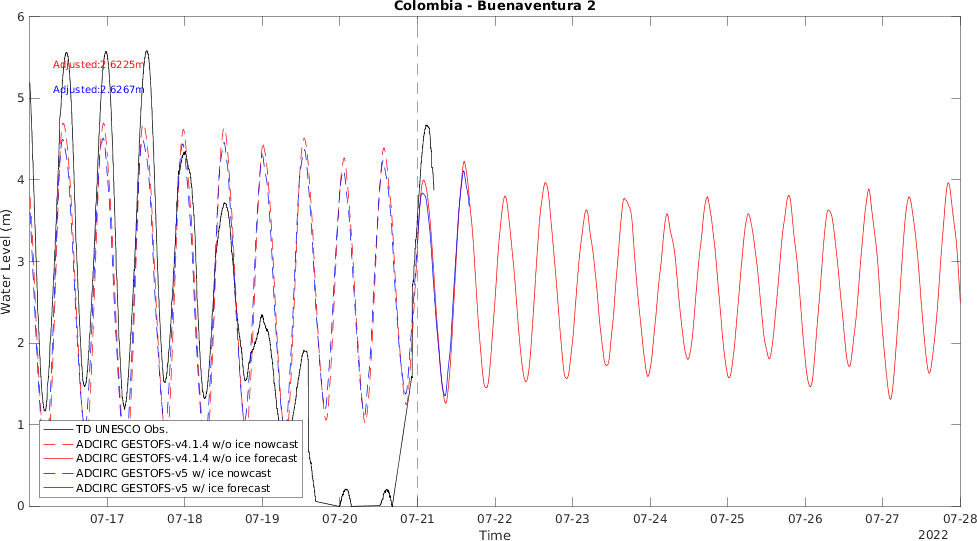 Colombia - Buenaventura 2
6
Adjusted:2.6225m
Adjusted:2.6267m
5
4
3
2
1
0
Water Level (m)
TD UNESCO Obs.
ADCIRC GESTOFS-v4.1.4 w/o ice nowcast
ADCIRC GESTOFS-v4.1.4 w/o ice forecast
ADCIRC GESTOFS-v5 w/ ice nowcast
ADCIRC GESTOFS-v5 w/ ice forecast
07-17 07-18 07-19 07-20 07-21 07-22 07-23 07-24 07-25 07-26 07-27 07-28
Time
2022